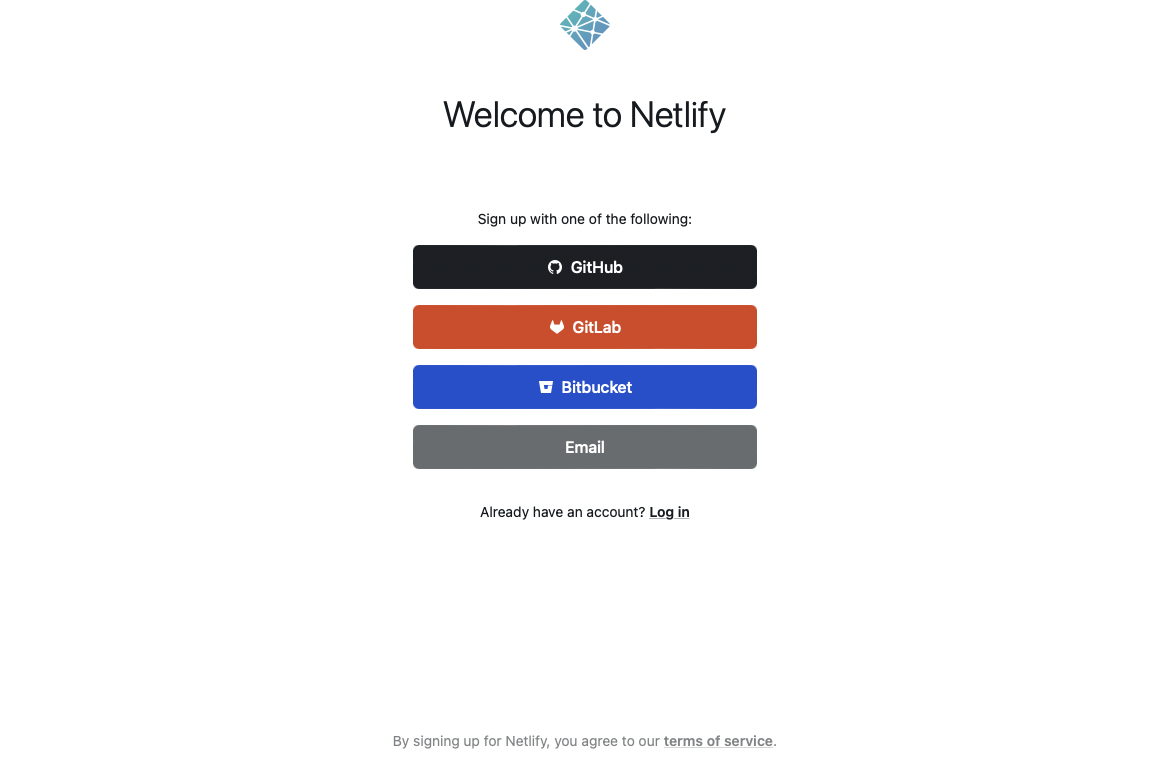 Welcome to Netlify
Sign up with one of the following:
GitHub
GitLab
Bitbucket
Email
Already have an account? Log in
By signing up for Netlify, you agree to our terms of service.